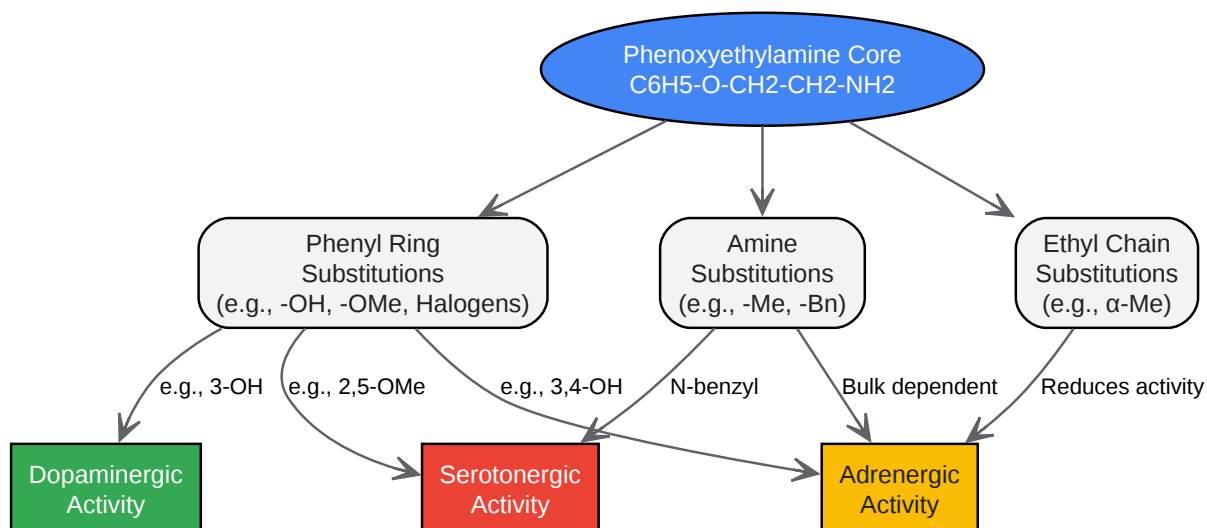 Phenoxyethylamine Core
C6H5-O-CH2-CH2-NH2
Phenyl Ring
Substitutions
(e.g., -OH, -OMe, Halogens)
Amine
Substitutions
(e.g., -Me, -Bn)
Ethyl Chain
Substitutions
(e.g., α-Me)
e.g., 3-OH
e.g., 2,5-OMe
e.g., 3,4-OH
N-benzyl
Bulk dependent
Reduces activity
Dopaminergic
Activity
Serotonergic
Activity
Adrenergic
Activity